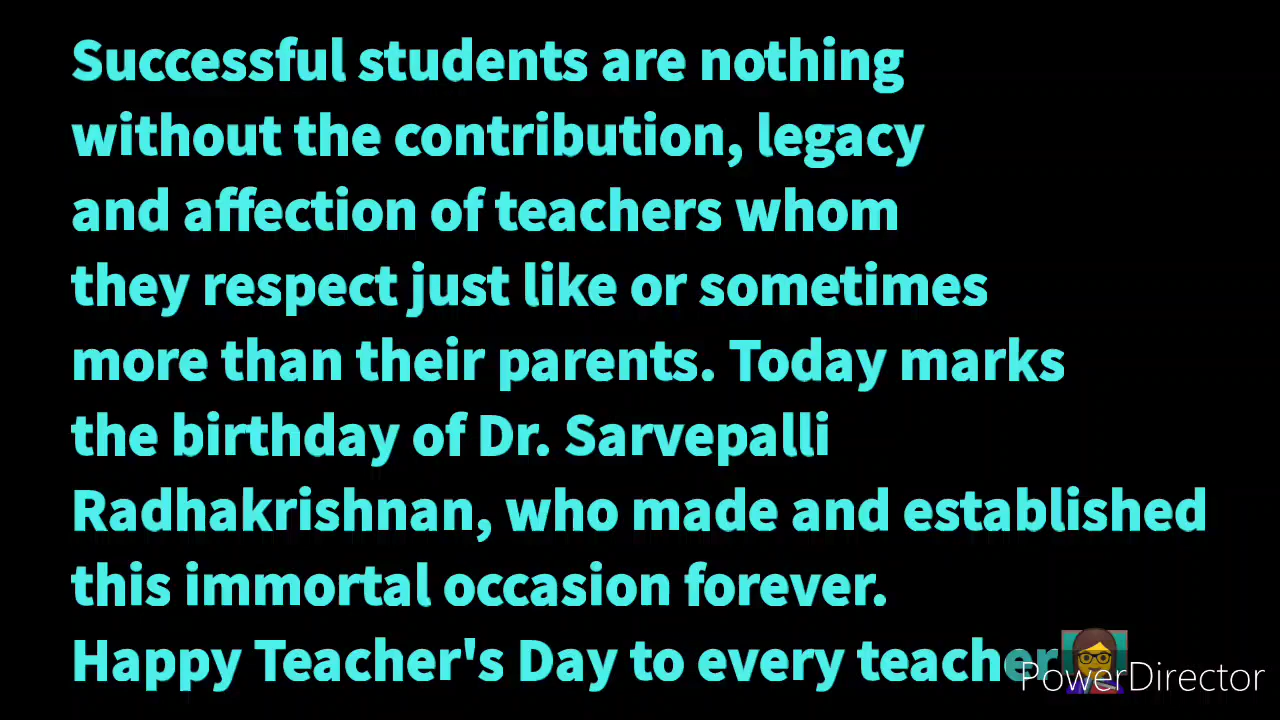 Successful students are nothing
without the contribution, legacy
and affection of teachers whom
they respect just like or sometimes
more than their parents. Today marks
the birthday of Dr. Sarvepalli
Radhakrishnan, who made and established
this immortal occasion forever.
Happy Teacher's Day to every teacher
PowerDirector